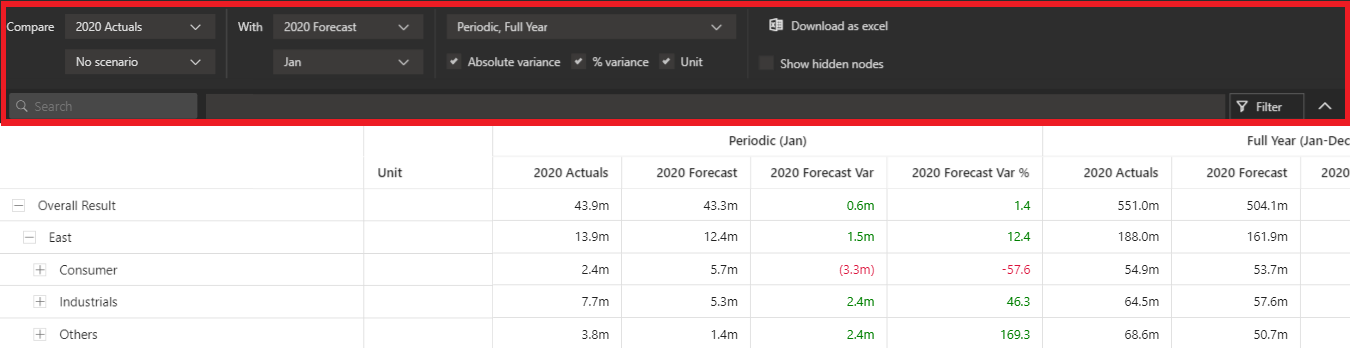 Compare 2020 Actuals With 2020 Forecast Periodic, Full Year Download as excel
No scenario Jan Absolute variance % variance Unit Show hidden nodes
Search Filter
Periodic (Jan) Full Year (Jan-Dec
Unit 2020 Actuals 2020 Forecast 2020 Forecast Var 2020 Forecast Var % 2020 Actuals 2020 Forecast 2020
Overall Result 43.9m 43.3m 0.6m 1.4 551.0m 504.1m
East 13.9m 12.4m 1.5m 12.4 188.0m 161.9m
Consumer 2.4m 5.7m (3.3m) -57.6 54.9m 53.7m
Industrials 7.7m 5.3m 2.4m 46.3 64.5m 57.6m
Others 3.8m 1.4m 2.4m 169.3 68.6m 50.7m